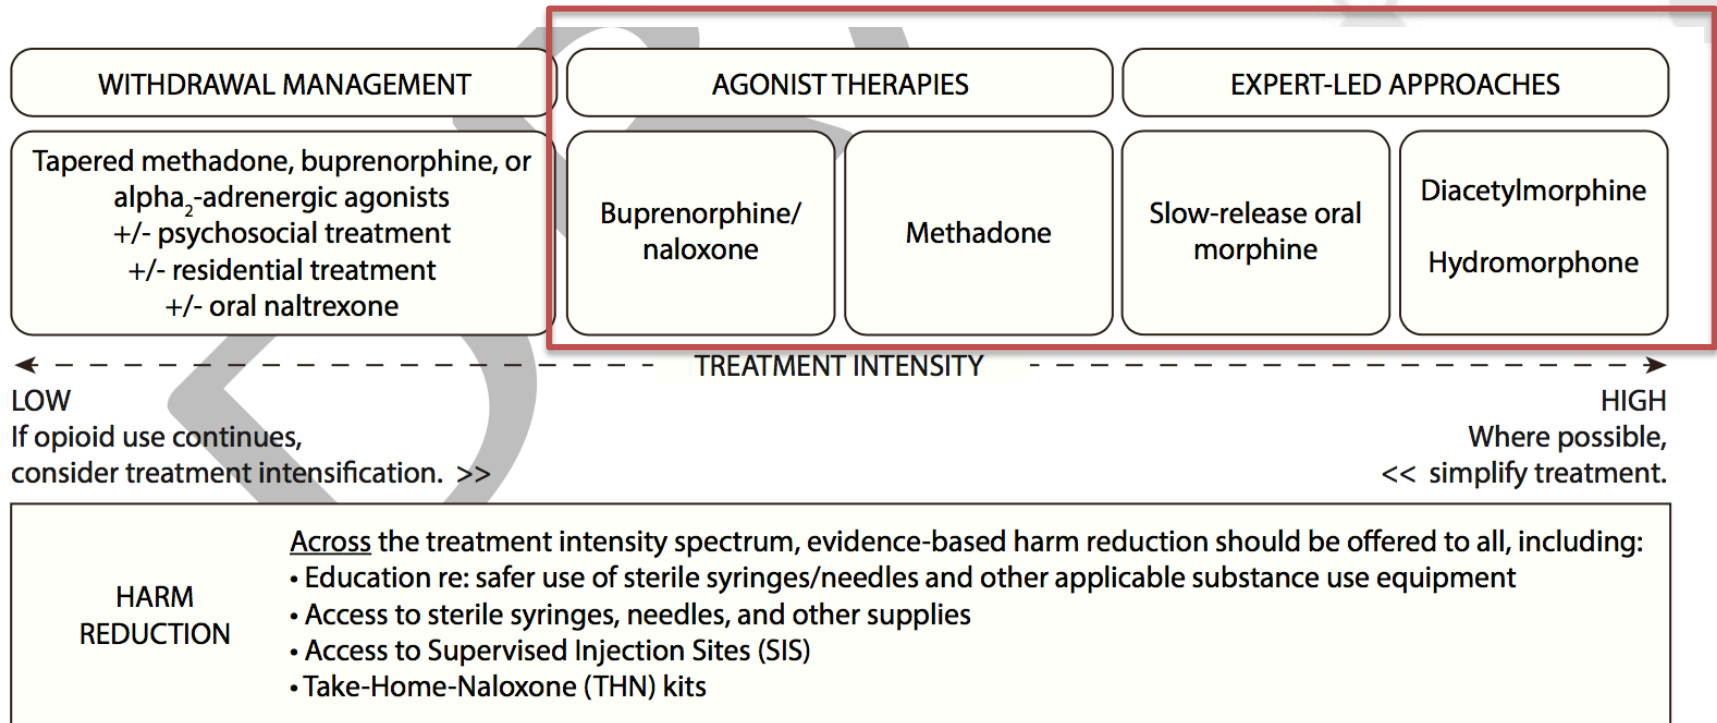 WITHDRAWAL MANAGEMENT
AGONIST THERAPIES
EXPERT-LED APPROACHES
Tapered methadone, buprenorphine, or
alpha₂-adrenergic agonists
+/- psychosocial treatment
+/- residential treatment
+/- oral naltrexone
Buprenorphine/
naloxone
Methadone
Slow-release oral
morphine
Diacetylmorphine
Hydromorphone
TREATMENT INTENSITY
LOW
If opioid use continues,
consider treatment intensification. >>
HIGH
Where possible,
<< simplify treatment.
HARM
REDUCTION
Across the treatment intensity spectrum, evidence-based harm reduction should be offered to all, including:
• Education re: safer use of sterile syringes/needles and other applicable substance use equipment
• Access to sterile syringes, needles, and other supplies
• Access to Supervised Injection Sites (SIS)
• Take-Home-Naloxone (THN) kits